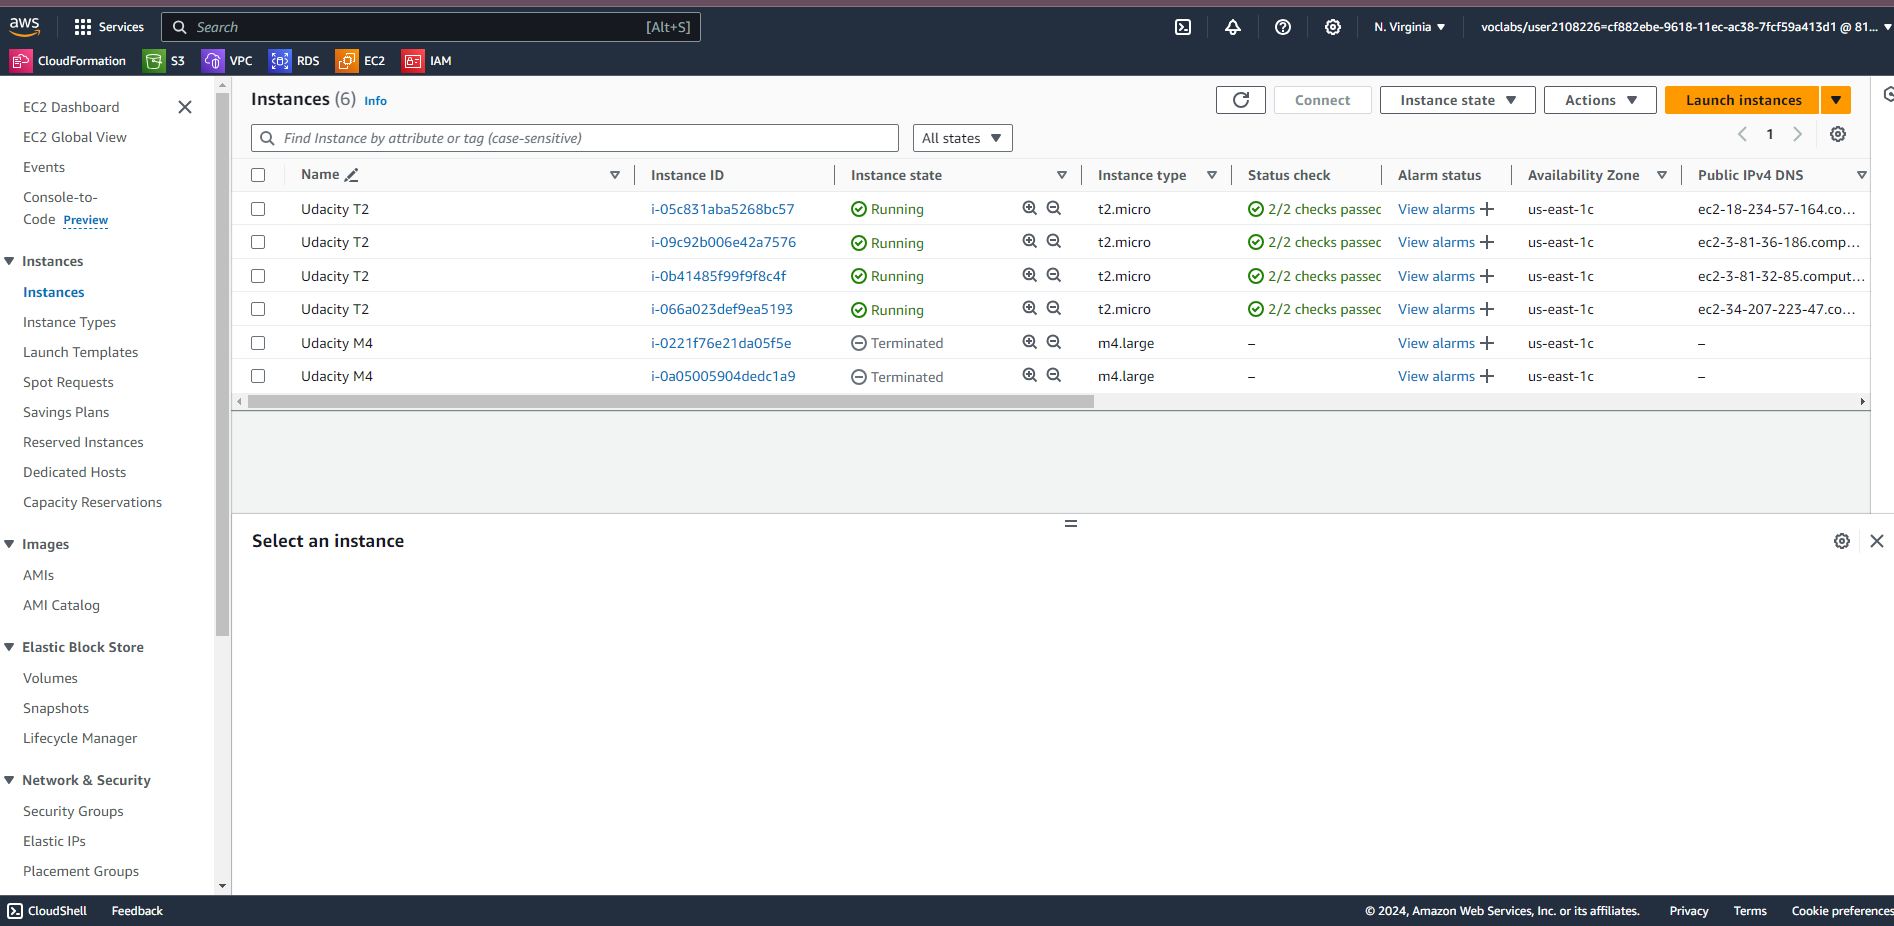 aws Services Search [Alt+S] N. Virginia voclabs/user2108226=cf882ebe-9618-11ec-ac38-7fcf59a413d1 @ 81...
CloudFormation S3 VPC RDS EC2 IAM
EC2 Dashboard
EC2 Global View
Events
Console-to-
Code Preview
Instances
Instances
Instance Types
Launch Templates
Spot Requests
Savings Plans
Reserved Instances
Dedicated Hosts
Capacity Reservations
Images
AMIs
AMI Catalog
Elastic Block Store
Volumes
Snapshots
Lifecycle Manager
Network & Security
Security Groups
Elastic IPs
Placement Groups
Instances (6) Info Connect Instance state Actions Launch instances
Find Instance by attribute or tag (case-sensitive) All states 1
Name Instance ID Instance state Instance type Status check Alarm status Availability Zone Public IPv4 DNS
Udacity T2 i-05c831aba5268bc57 Running t2.micro 2/2 checks passec View alarms + us-east-1c ec2-18-234-57-164.co...
Udacity T2 i-09c92b006e42a7576 Running t2.micro 2/2 checks passec View alarms + us-east-1c ec2-3-81-36-186.comp...
Udacity T2 i-0b41485f99f9f8c4f Running t2.micro 2/2 checks passec View alarms + us-east-1c ec2-3-81-32-85.comput...
Udacity T2 i-066a023def9ea5193 Running t2.micro 2/2 checks passec View alarms + us-east-1c ec2-34-207-223-47.co...
Udacity M4 i-0221f76e21da05f5e Terminated m4.large – View alarms + us-east-1c –
Udacity M4 i-0a05005904dedc1a9 Terminated m4.large – View alarms + us-east-1c –
Select an instance
CloudShell Feedback © 2024, Amazon Web Services, Inc. or its affiliates. Privacy Terms Cookie preferences